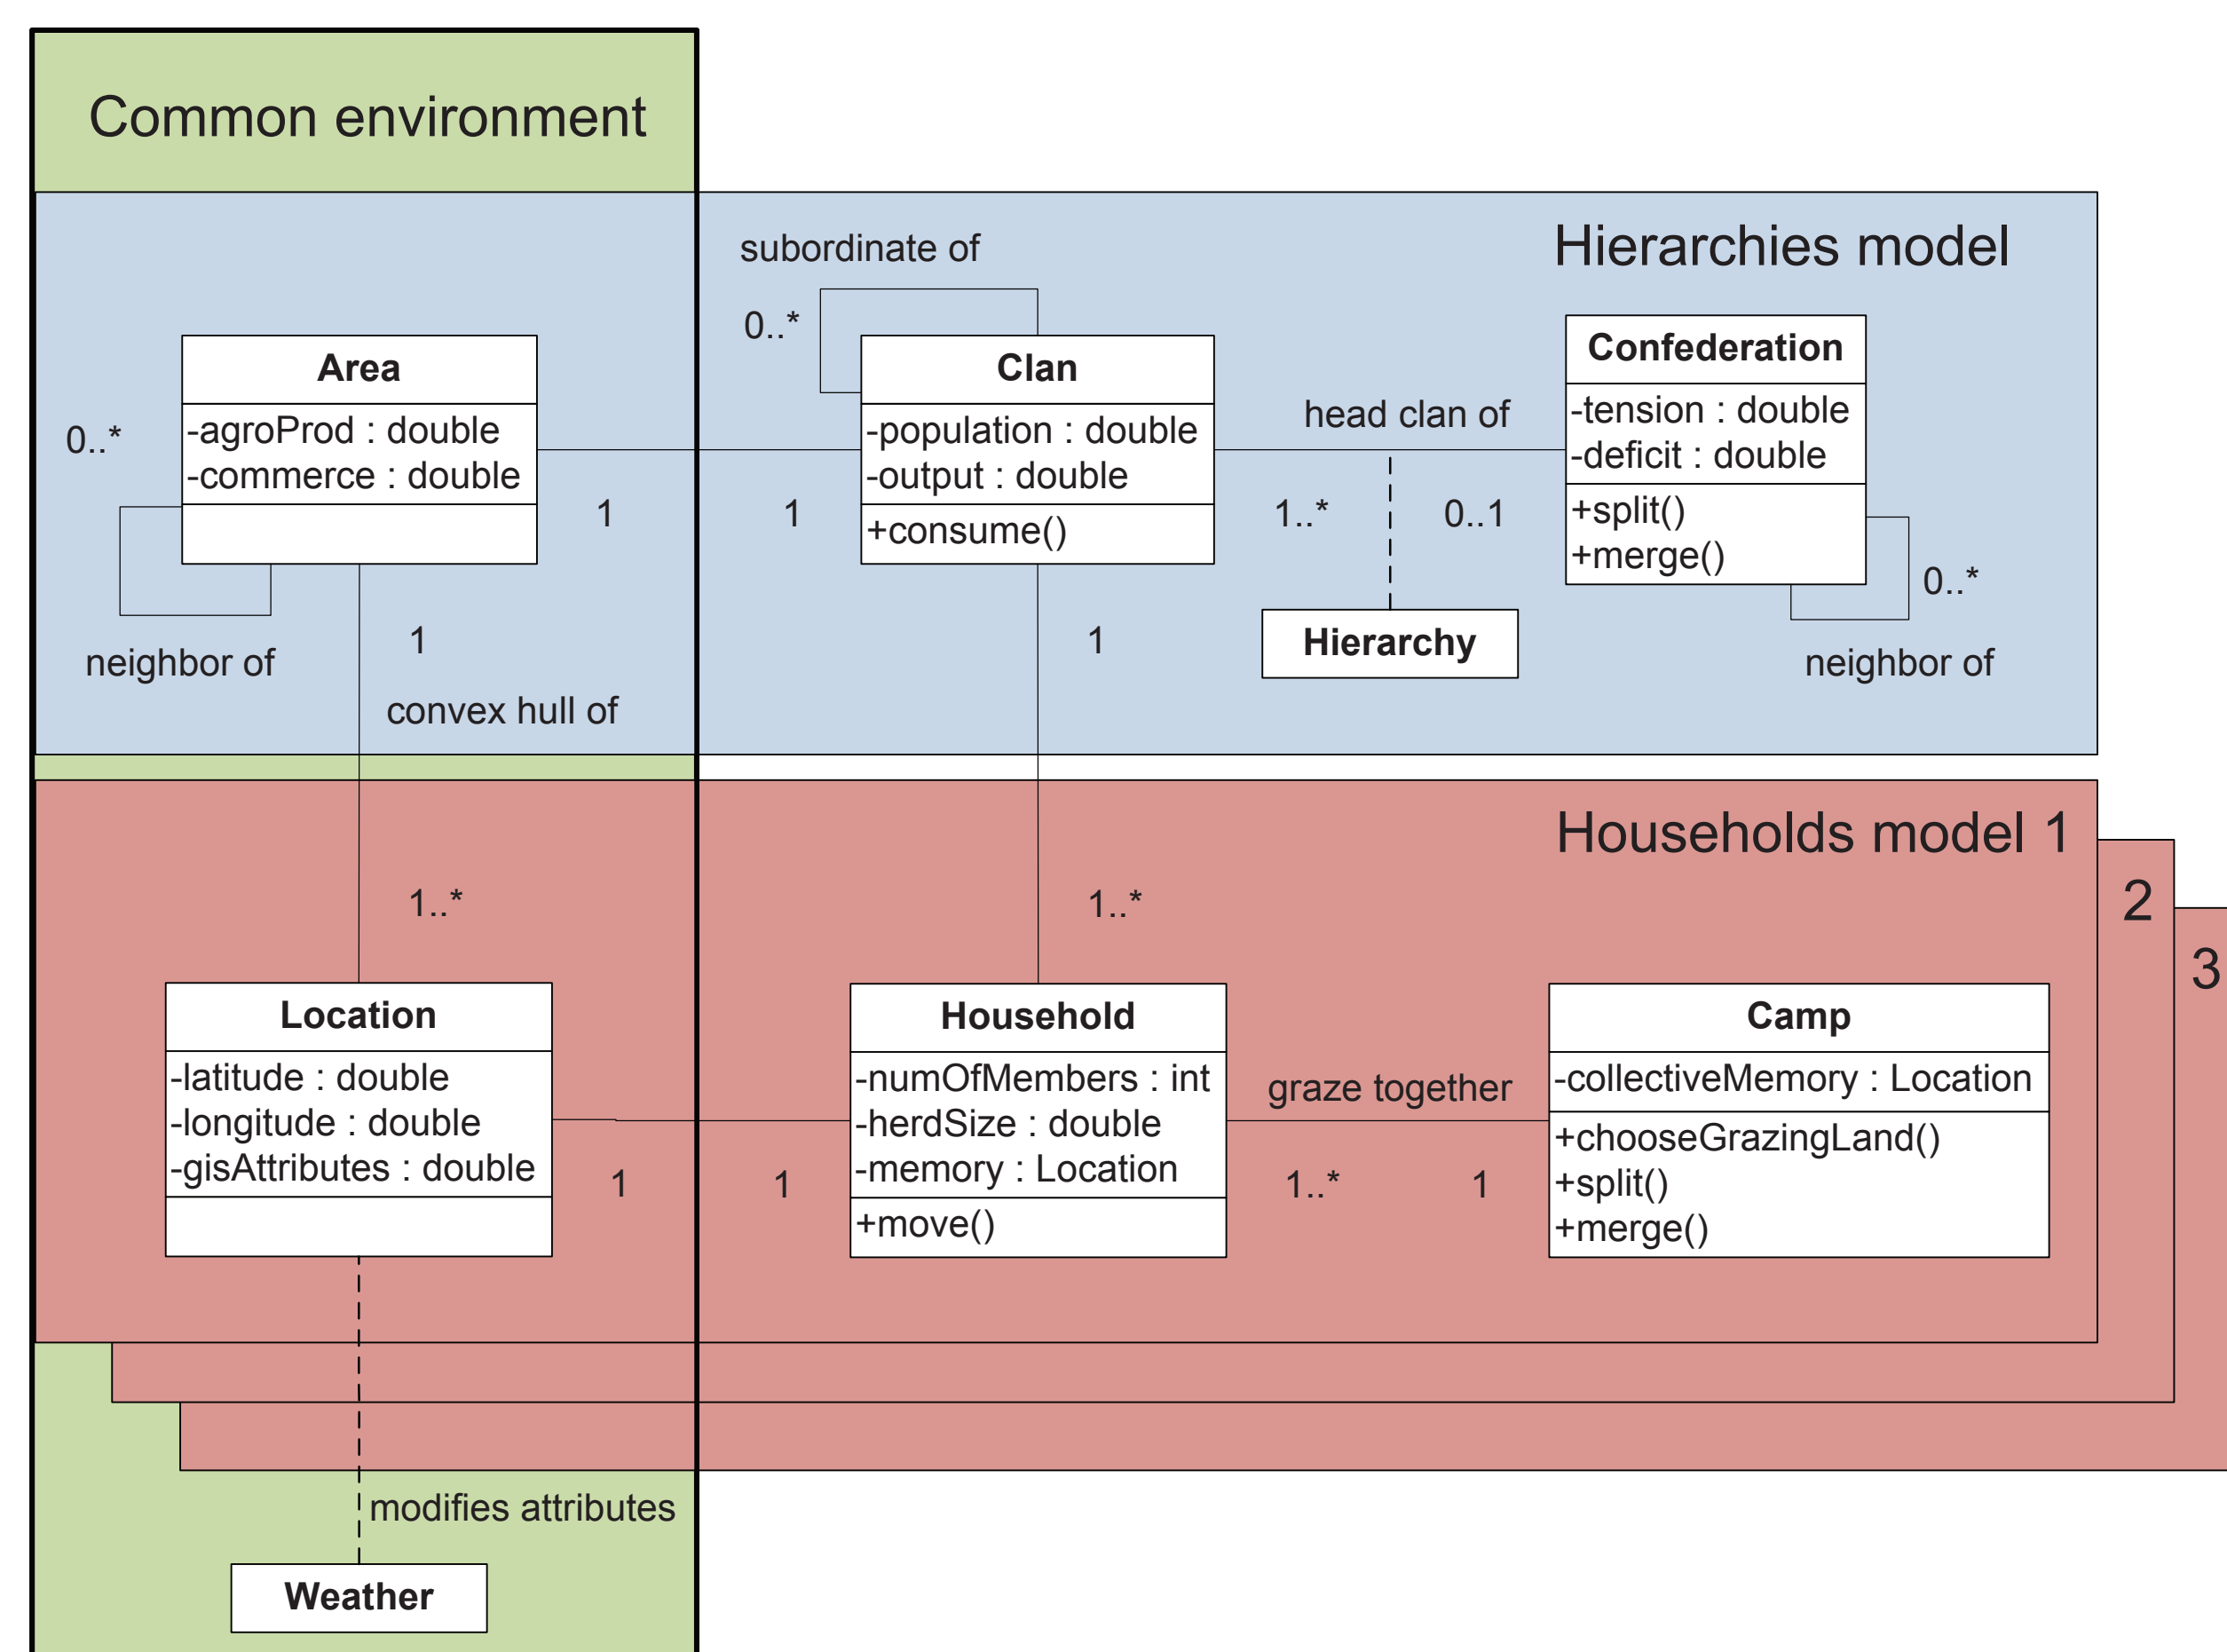 Common environment
Hierarchies model
subordinate of
0..*
Area
-agroProd : double
-commerce : double
0..*
neighbor of
1
1
Clan
-population : double
-output : double
+consume()
head clan of
1..*
0..1
Confederation
-tension : double
-deficit : double
+split()
+merge()
0..*
neighbor of
Hierarchy
1
convex hull of
1
Households model 1
2
3
1..*
1..*
Location
-latitude : double
-longitude : double
-gisAttributes : double
1
1
Household
-numOfMembers : int
-herdSize : double
-memory : Location
+move()
graze together
1..*
1
Camp
-collectiveMemory : Location
+chooseGrazingLand()
+split()
+merge()
modifies attributes
Weather